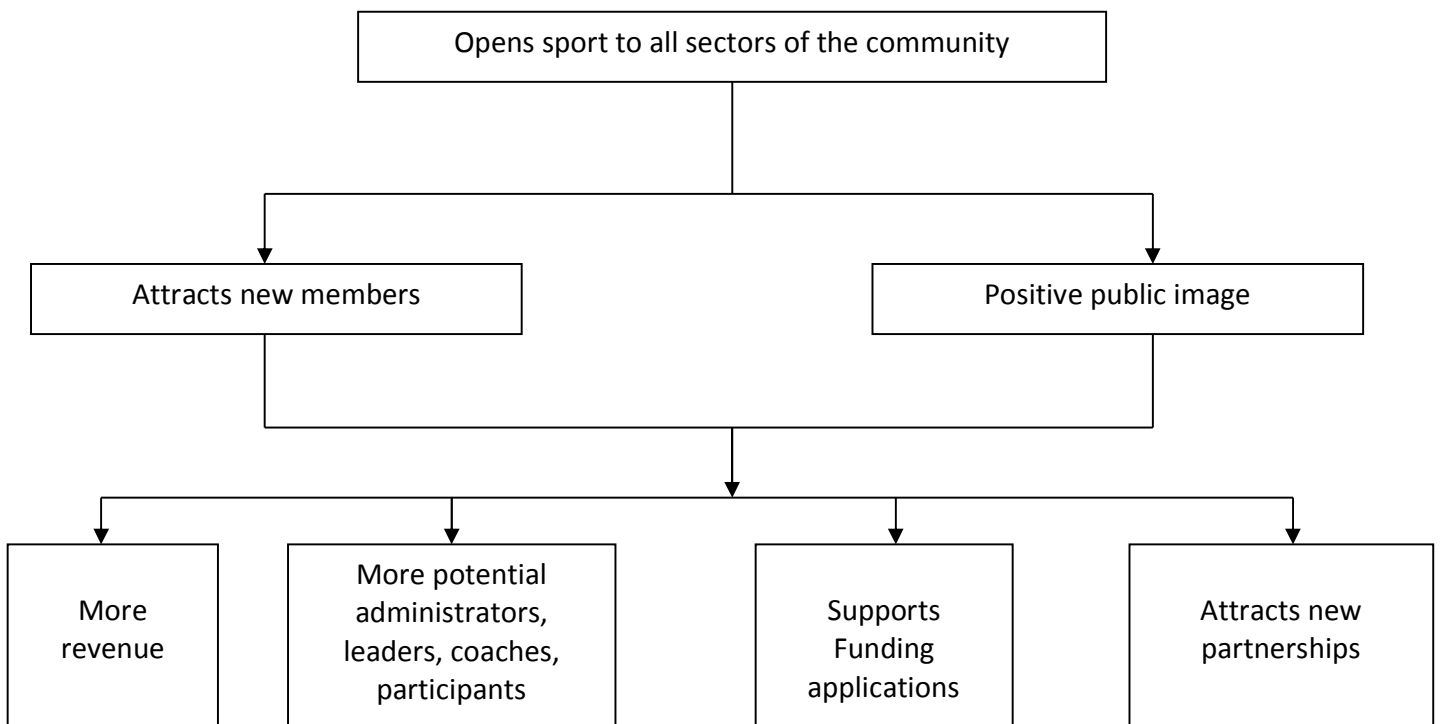 Opens sport to all sectors of the community
Attracts new members
Positive public image
More
revenue
More potential
administrators,
leaders, coaches,
participants
Supports
Funding
applications
Attracts new
partnerships